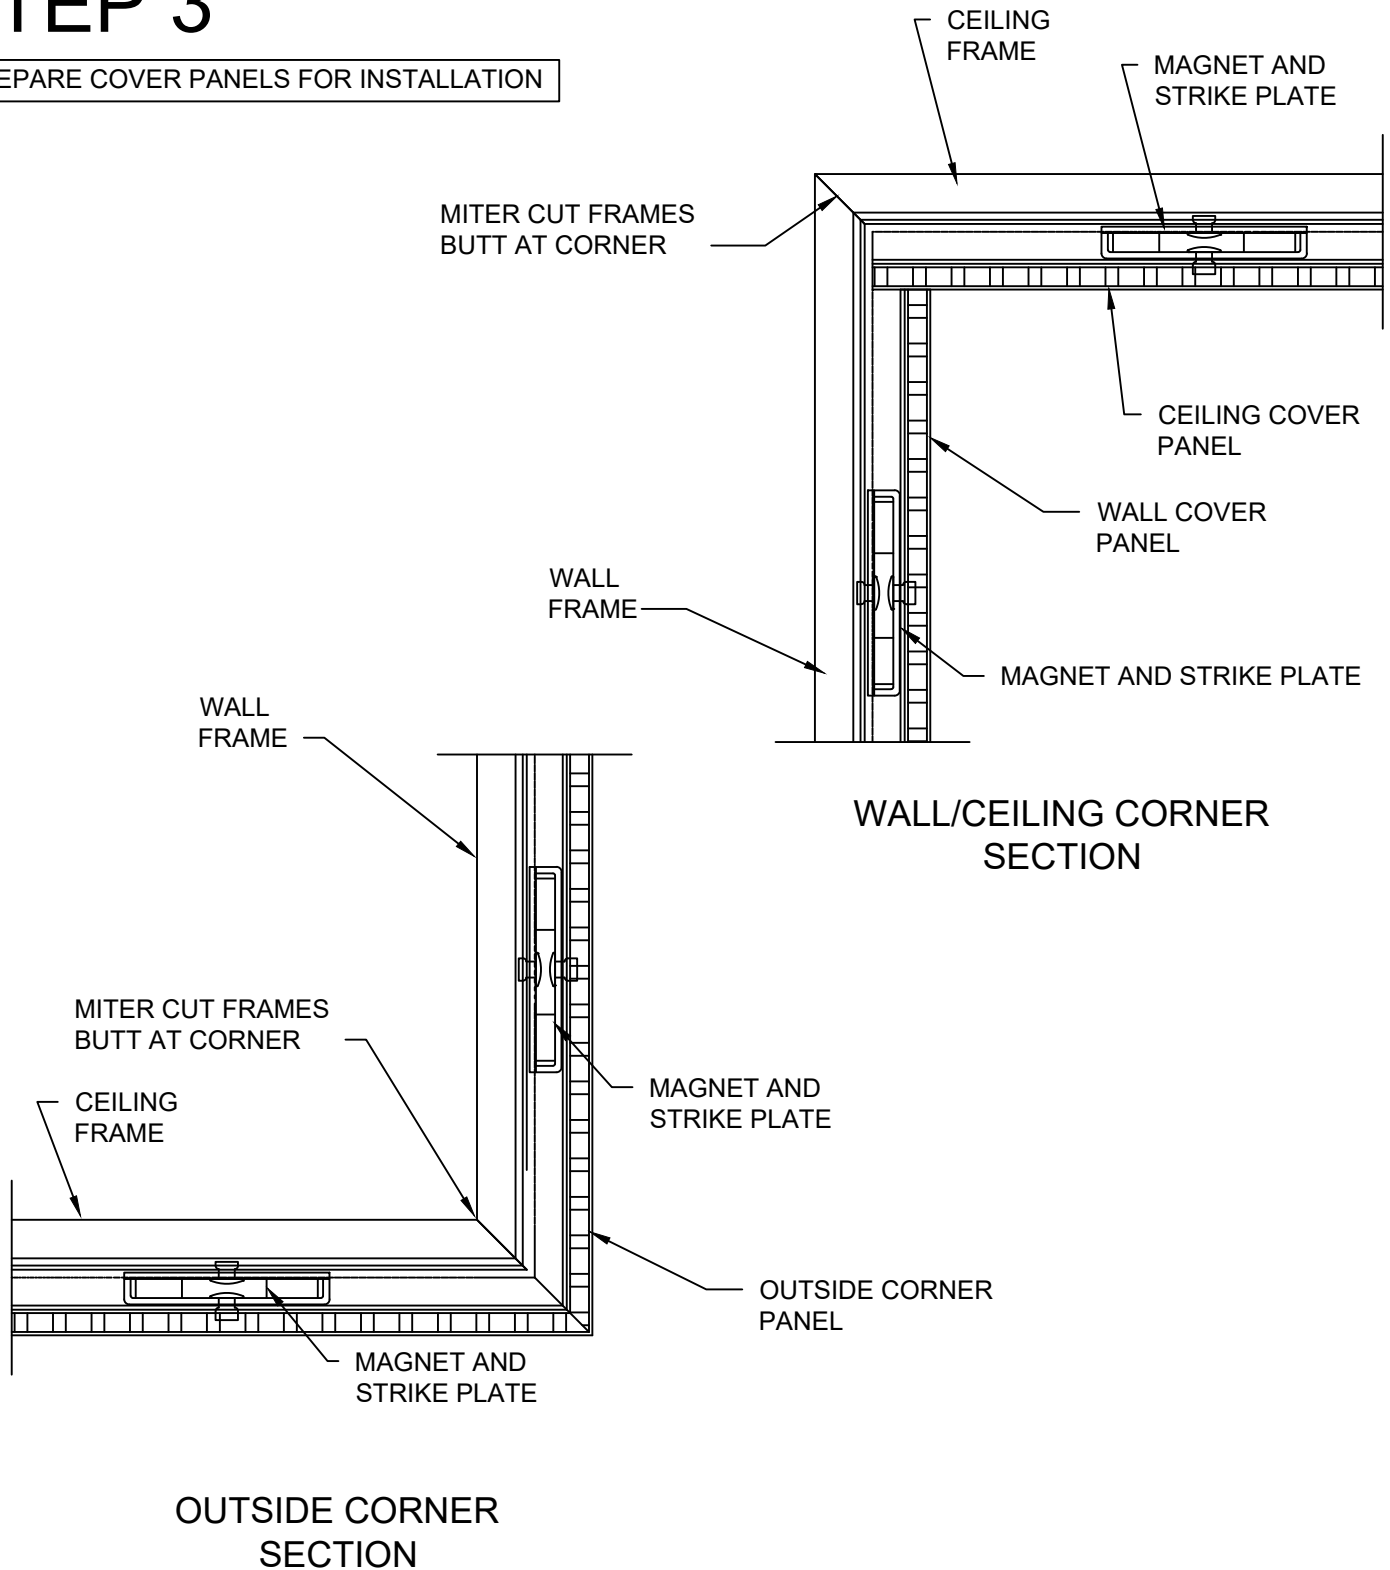 TEP 3
EPARE COVER PANELS FOR INSTALLATION
CEILING
FRAME
MAGNET AND
STRIKE PLATE
MITER CUT FRAMES
BUTT AT CORNER
CEILING COVER
PANEL
WALL COVER
PANEL
WALL
FRAME
MAGNET AND STRIKE PLATE
WALL/CEILING CORNER
SECTION
WALL
FRAME
MITER CUT FRAMES
BUTT AT CORNER
CEILING
FRAME
MAGNET AND
STRIKE PLATE
OUTSIDE CORNER
PANEL
MAGNET AND
STRIKE PLATE
OUTSIDE CORNER
SECTION